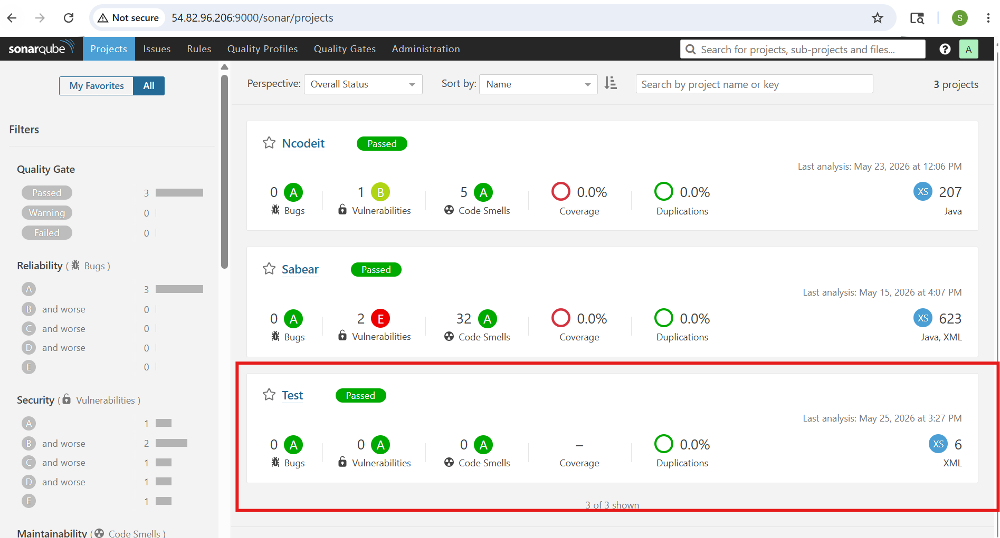 Not secure 54.82.96.206:9000/sonar/projects S
sonarqube Projects Issues Rules Quality Profiles Quality Gates Administration Search for projects, sub-projects and files... ? A
My Favorites All
Filters
Quality Gate
Passed 3
Warning 0
Failed 0
Reliability ( Bugs )
A 3
B and worse 0
C and worse 0
D and worse 0
E 0
Security ( Vulnerabilities )
A 1
B and worse 2
C and worse 1
D and worse 1
E 1
Maintainability ( Code Smells )
Perspective: Overall Status Sort by: Name Search by project name or key 3 projects
Ncodeit Passed
Last analysis: May 23, 2026 at 12:06 PM
0 A 1 B 5 A 0.0% 0.0% XS 207
Bugs Vulnerabilities Code Smells Coverage Duplications Java
Sabear Passed
Last analysis: May 15, 2026 at 4:07 PM
0 A 2 E 32 A 0.0% 0.0% XS 623
Bugs Vulnerabilities Code Smells Coverage Duplications Java, XML
Test Passed
Last analysis: May 25, 2026 at 3:27 PM
0 A 0 A 0 A – 0.0% XS 6
Bugs Vulnerabilities Code Smells Coverage Duplications XML
3 of 3 shown